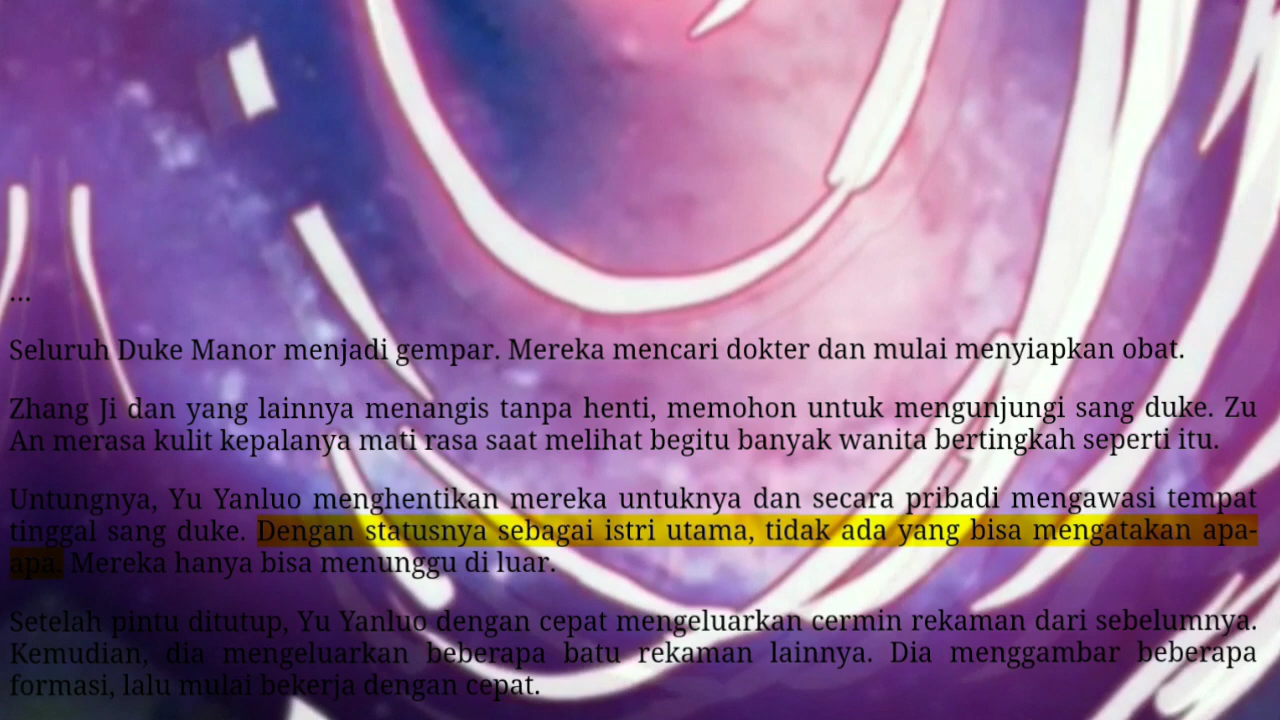 ...
Seluruh Duke Manor menjadi gempar. Mereka mencari dokter dan mulai menyiapkan obat.
Zhang Ji dan yang lainnya menangis tanpa henti, memohon untuk mengunjungi sang duke. Zu
An merasa kulit kepalanya mati rasa saat melihat begitu banyak wanita bertingkah seperti itu.
Untungnya, Yu Yanluo menghentikan mereka untuknya dan secara pribadi mengawasi tempat
tinggal sang duke. Dengan statusnya sebagai istri utama, tidak ada yang bisa mengatakan apa-
apa. Mereka hanya bisa menunggu di luar.
Setelah pintu ditutup, Yu Yanluo dengan cepat mengeluarkan cermin rekaman dari sebelumnya.
Kemudian, dia mengeluarkan beberapa batu rekaman lainnya. Dia menggambar beberapa
formasi, lalu mulai bekerja dengan cepat.